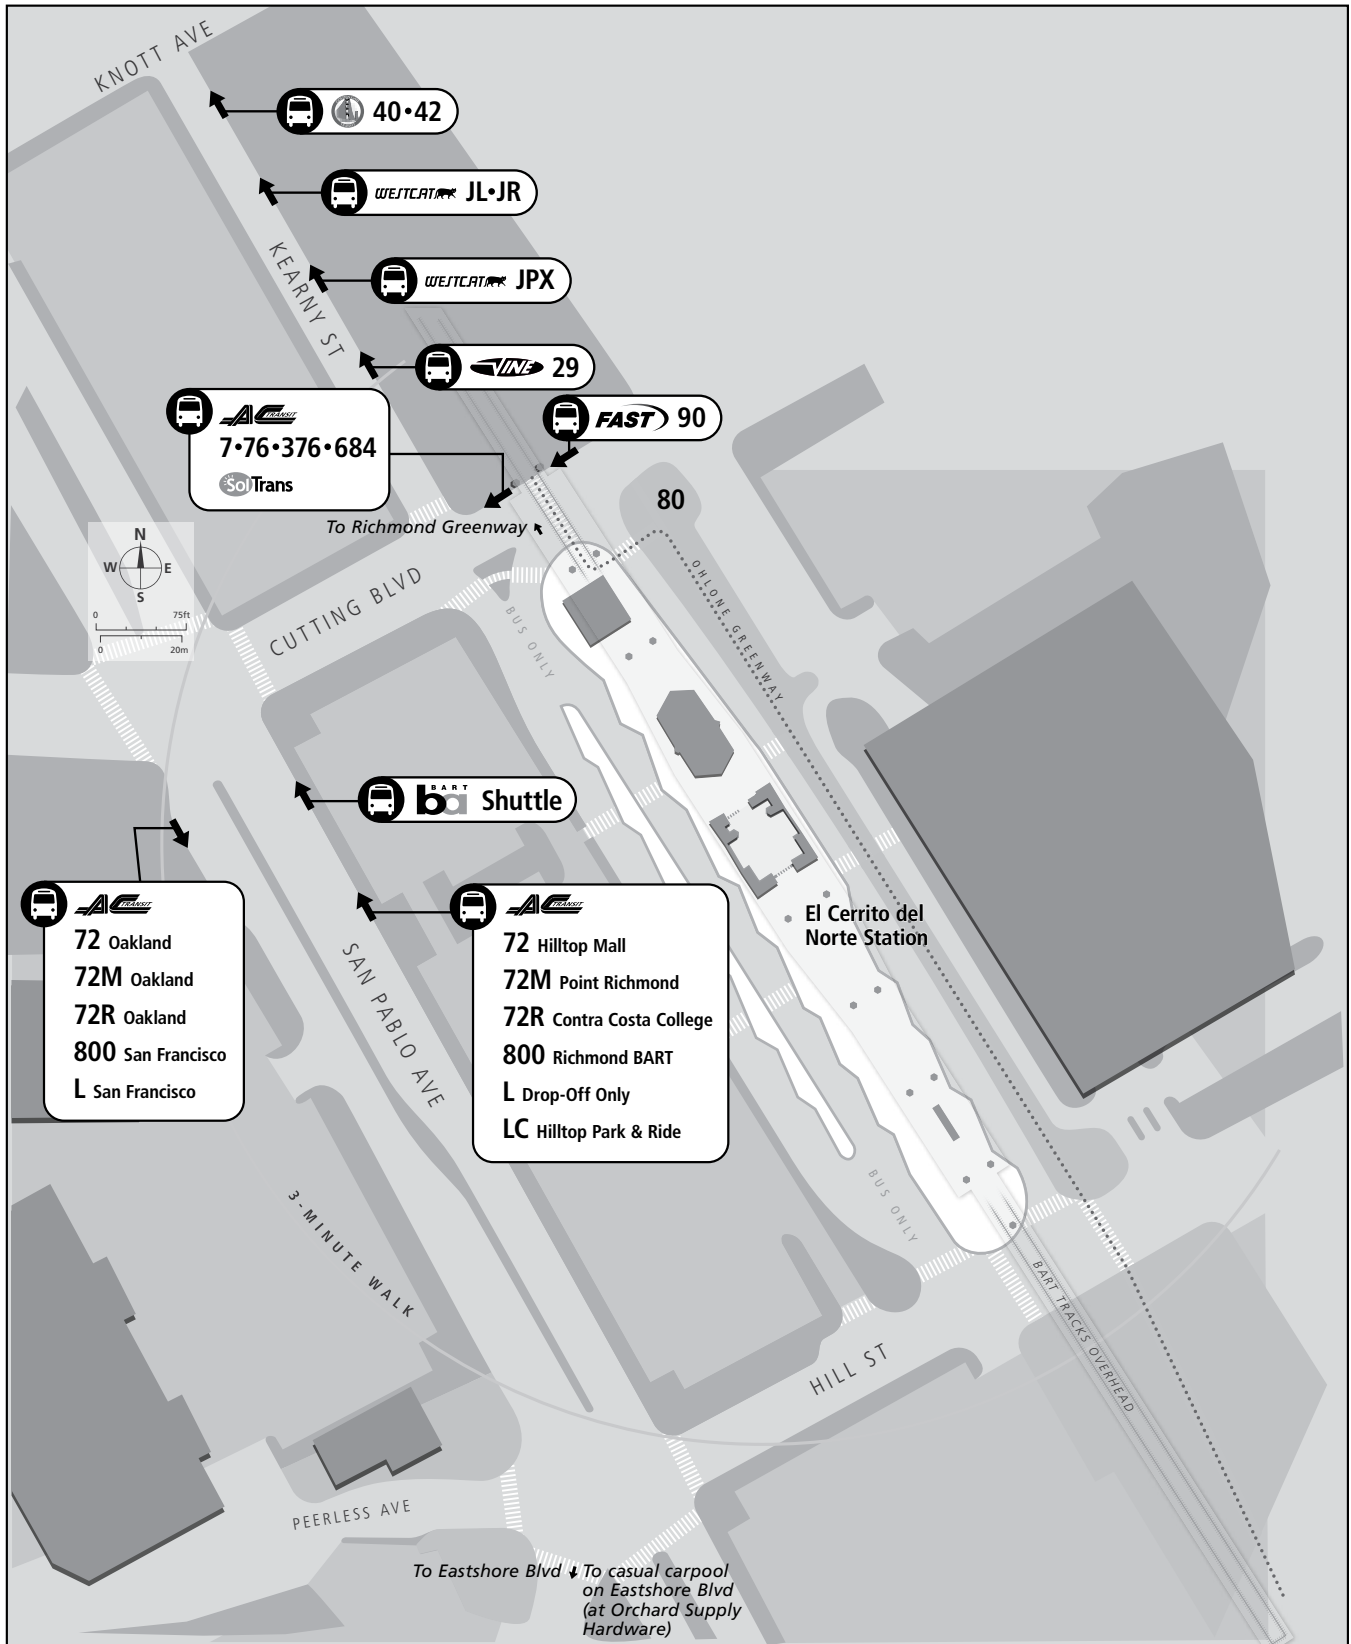 KNOTT AVE
40•42
WESTCAT JL•JR
KEARNY ST
WESTCAT JPX
VINE 29
AC TRANSIT
7•76•376•684
SolTrans
FAST 90
80
To Richmond Greenway
N
W E
S
0 75ft
0 20m
CUTTING BLVD
BUS ONLY
OHLONE GREENWAY
BART
ba Shuttle
AC TRANSIT
72 Oakland
72M Oakland
72R Oakland
800 San Francisco
L San Francisco
SAN PABLO AVE
AC TRANSIT
72 Hilltop Mall
72M Point Richmond
72R Contra Costa College
800 Richmond BART
L Drop-Off Only
LC Hilltop Park & Ride
El Cerrito del
Norte Station
BUS ONLY
3-MINUTE WALK
BART TRACKS OVERHEAD
HILL ST
PEERLESS AVE
To Eastshore Blvd
To casual carpool
on Eastshore Blvd
(at Orchard Supply
Hardware)